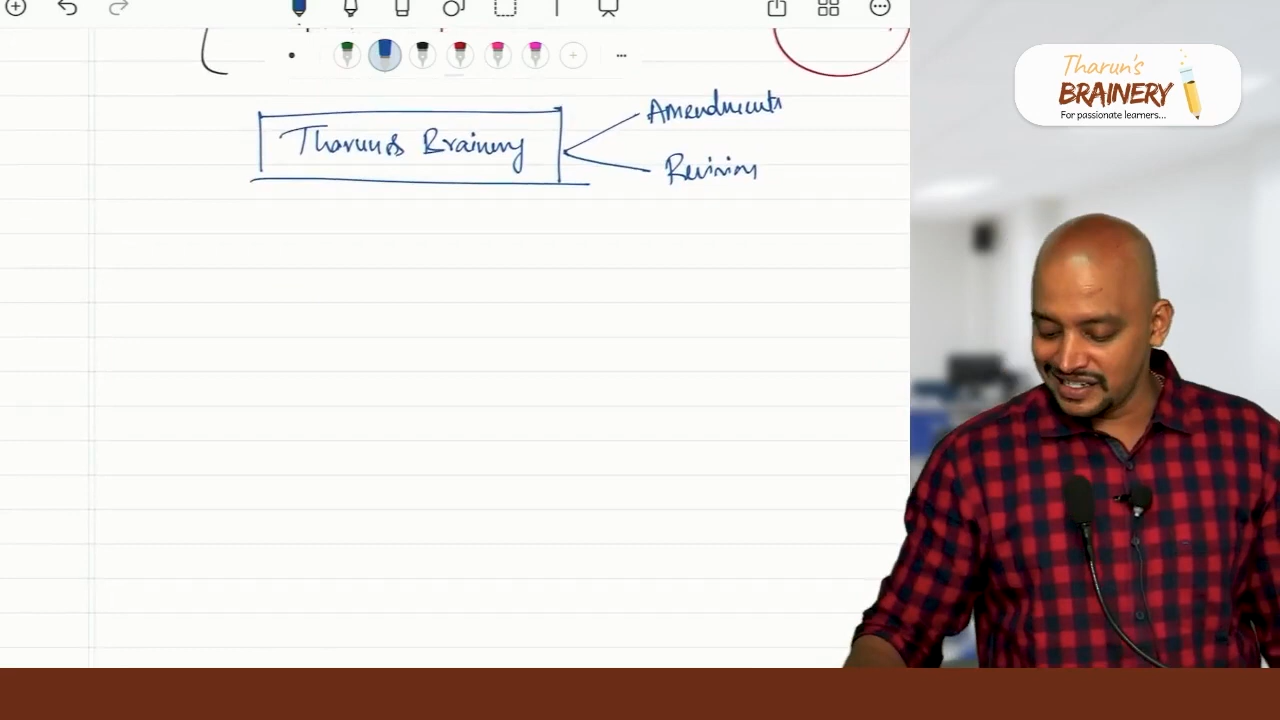 Tharun's
BRAINERY
For passionate learners...
Tharun's Brainery
Amendments
Revision